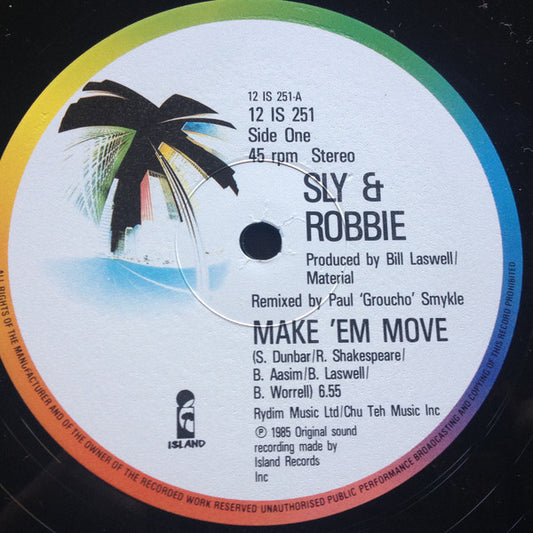 12 IS 251-A
12 IS 251
Side One
45 rpm Stereo
SLY &
ROBBIE
Produced by Bill Laswell/
Material
Remixed by Paul 'Groucho' Smykle
MAKE 'EM MOVE
(S. Dunbar/R. Shakespeare/
B. Aasim/B. Laswell/
B. Worrell) 6.55
Rydim Music Ltd/Chu Teh Music Inc
℗ 1985 Original sound
recording made by
Island Records
Inc
ISLAND
ALL RIGHTS OF THE MANUFACTURER AND OF THE OWNER OF THE RECORDED WORK RESERVED UNAUTHORISED PUBLIC PERFORMANCE BROADCASTING AND COPYING OF THIS RECORD PROHIBITED